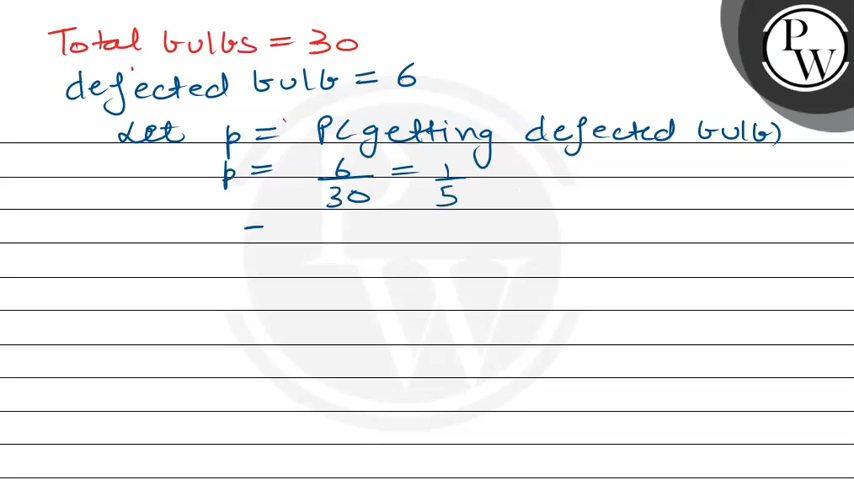 Total bulbs = 30
defected bulb = 6
Let p = P(getting defected bulb)
p = 6/30 = 1/5
=
P
W
P
W